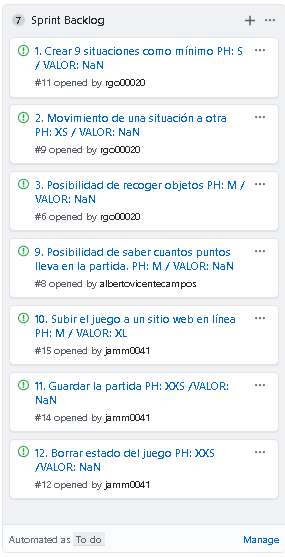 7 Sprint Backlog
1. Crear 9 situaciones como mínimo PH: S
/ VALOR: NaN
#11 opened by rgo00020
2. Movimiento de una situación a otra
PH: XS / VALOR: NaN
#9 opened by rgo00020
3. Posibilidad de recoger objetos PH: M /
VALOR: NaN
#6 opened by rgo00020
9. Posibilidad de saber cuantos puntos
lleva en la partida. PH: M / VALOR: NaN
#8 opened by albertovicentecampos
10. Subir el juego a un sitio web en línea
PH: M / VALOR: XL
#15 opened by jamm0041
11. Guardar la partida PH: XXS /VALOR:
NaN
#14 opened by jamm0041
12. Borrar estado del juego PH: XXS
/VALOR: NaN
#12 opened by jamm0041
Automated as To do Manage